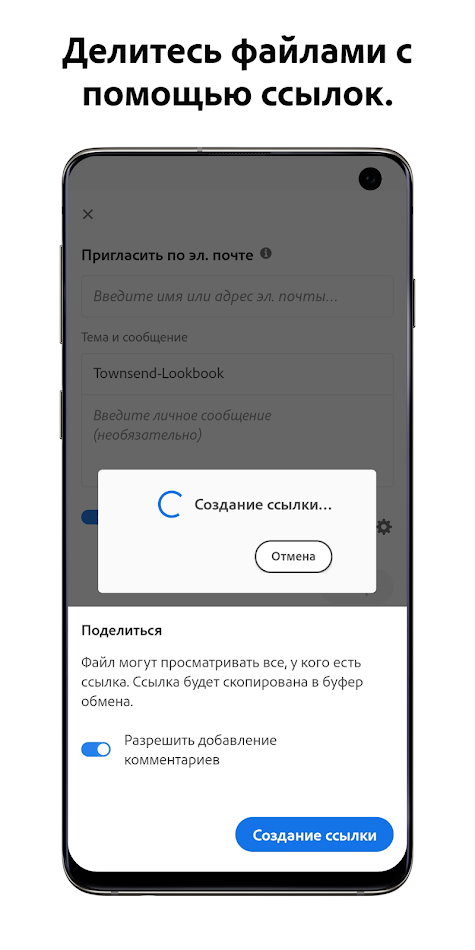 Делитесь файлами с
помощью ссылок.
Пригласить по эл. почте
Введите имя или адрес эл. почты...
Тема и сообщение
Townsend-Lookbook
Введите личное сообщение
(необязательно)
Создание ссылки...
Отмена
Поделиться
Файл могут просматривать все, у кого есть
ссылка. Ссылка будет скопирована в буфер
обмена.
Разрешить добавление
комментариев
Создание ссылки